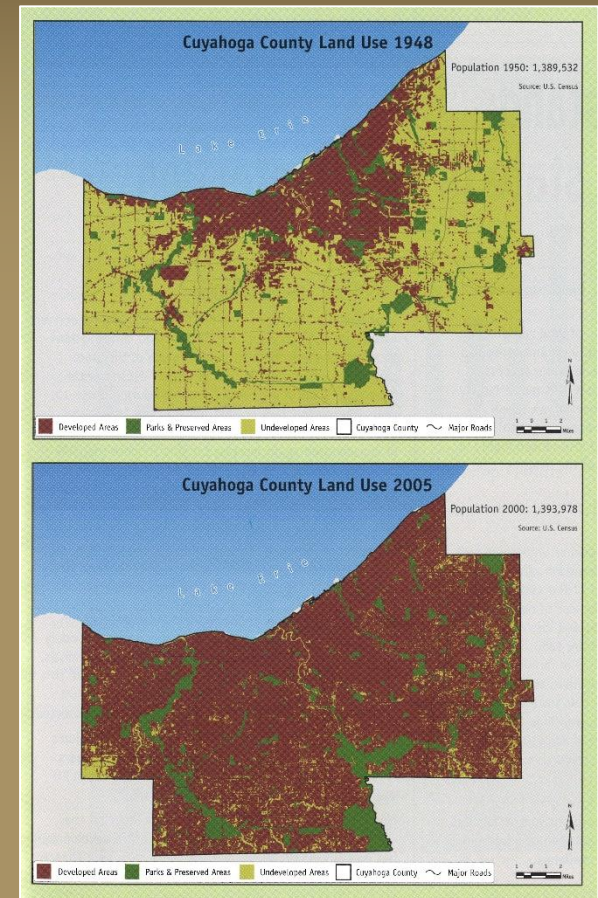 Cuyahoga County Land Use 1948
Population 1950: 1,389,532
Source: U.S. Census
Lake Erie
N
Developed Areas Parks & Preserved Areas Undeveloped Areas Cuyahoga County Major Roads
Miles
Cuyahoga County Land Use 2005
Population 2000: 1,393,978
Source: U.S. Census
Lake Erie
N
Developed Areas Parks & Preserved Areas Undeveloped Areas Cuyahoga County Major Roads
Miles